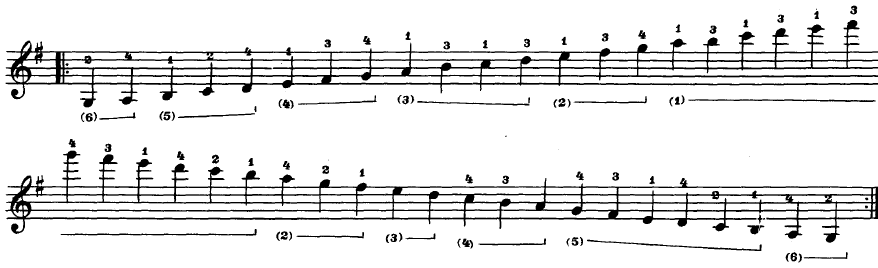 2 4 1 2 4 1 3 4 1 3 1 3 1 3 4 1 3 1 3 1 3
(6) (5) (4) (3) (2) (1)
4 3 1 4 2 1 4 2 1 4 3 4 3 1 4 2 1 4 2
(2) (3) (4) (5) (6)